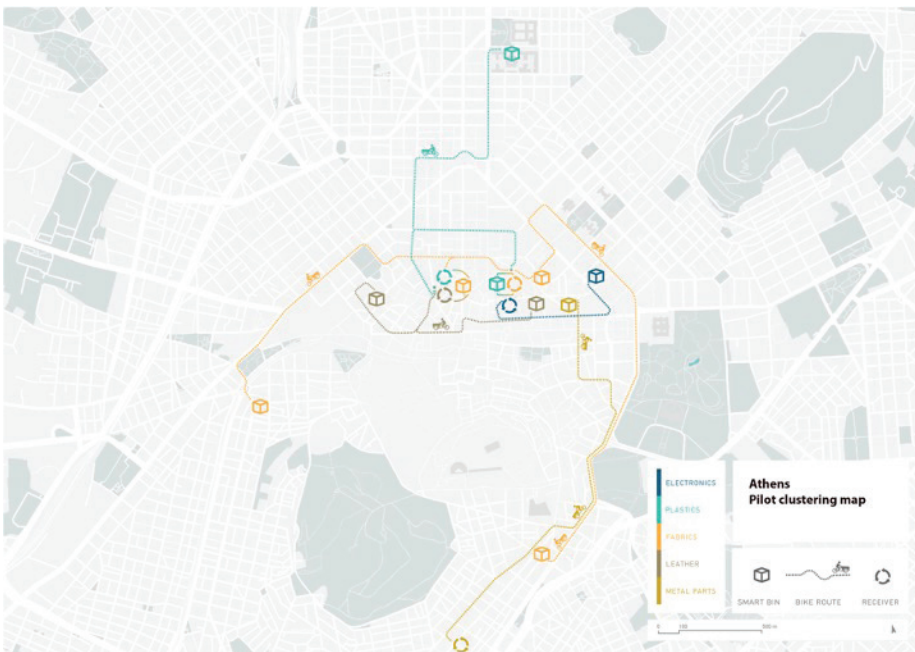 ELECTRONICS
PLASTICS
FABRICS
LEATHER
METAL PARTS
Athens
Pilot clustering map
SMART BIN
BIKE ROUTE
RECEIVER
0
500 m